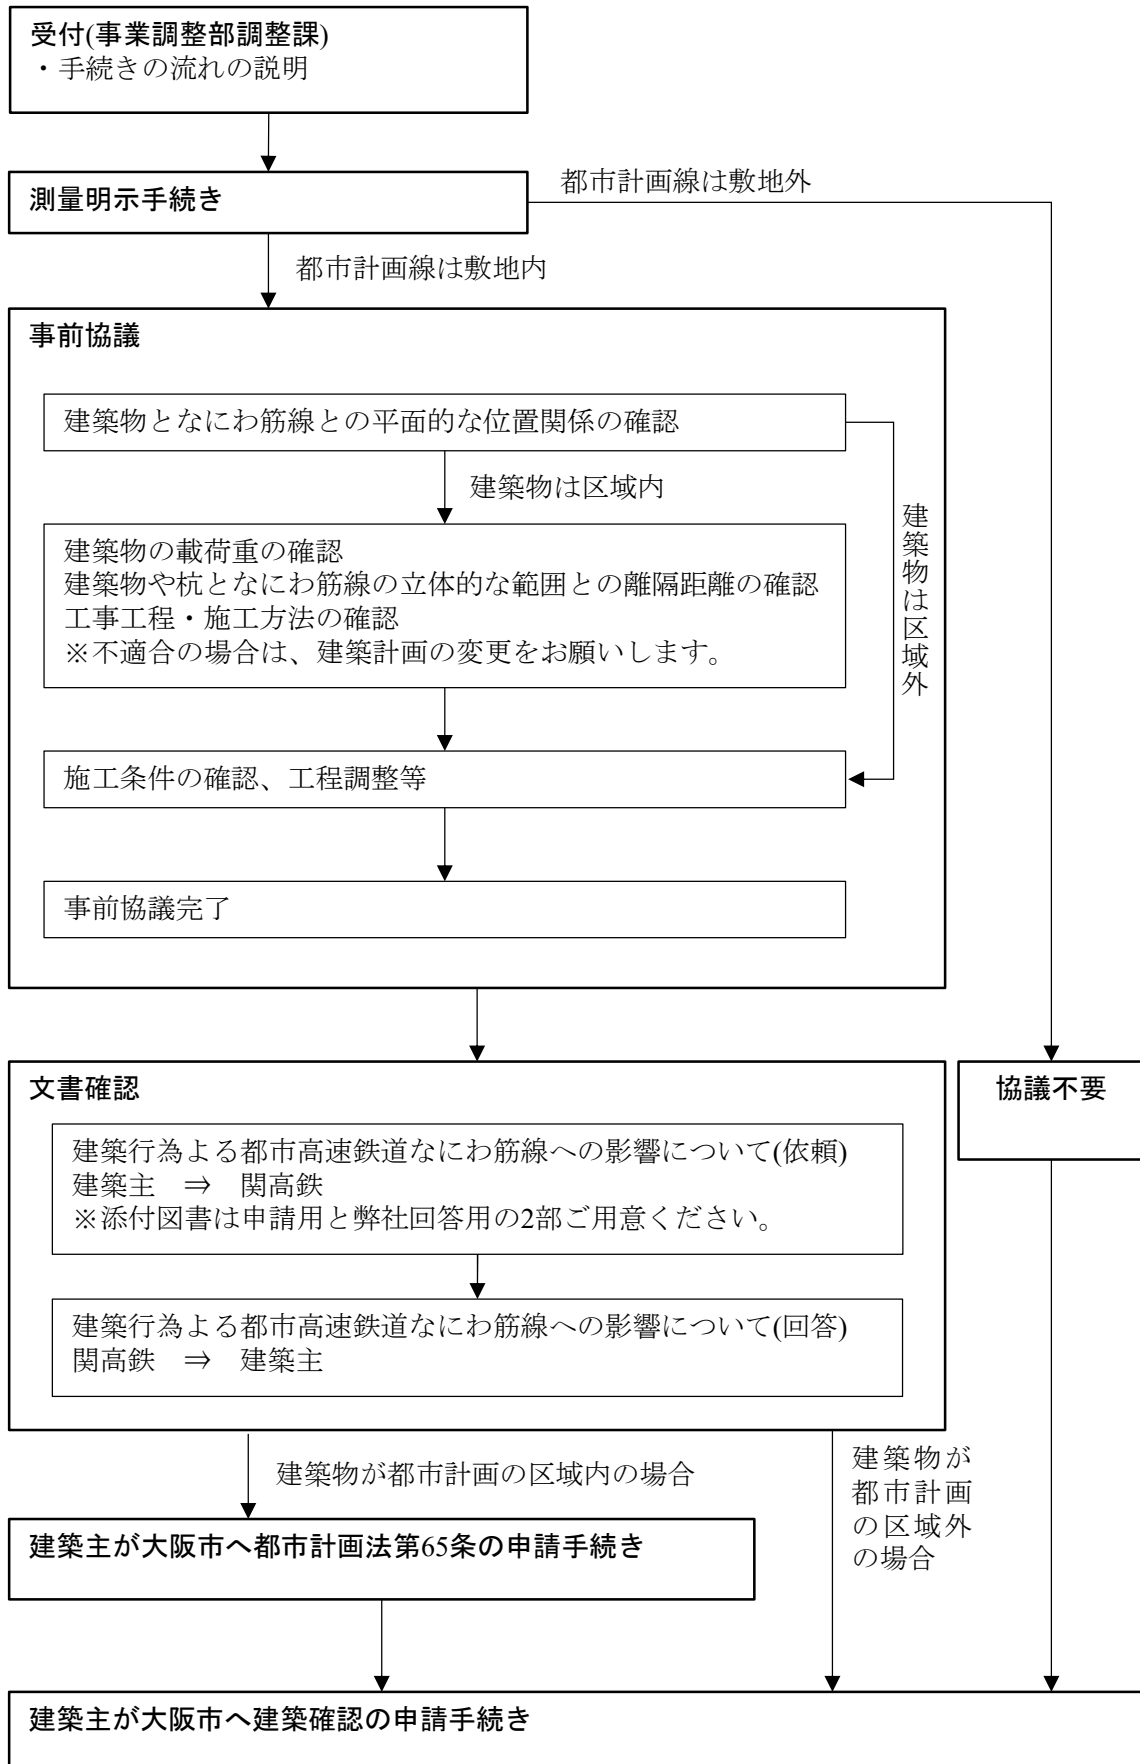 受付(事業調整部調整課)
・手続きの流れの説明
測量明示手続き
都市計画線は敷地外
都市計画線は敷地内
事前協議
建築物となにわ筋線との平面的な位置関係の確認
建築物は区域内
建築物は区域外
建築物の載荷重の確認
建築物や杭となにわ筋線の立体的な範囲との離隔距離の確認
工事工程・施工方法の確認
※不適合の場合は、建築計画の変更をお願いします。
施工条件の確認、工程調整等
事前協議完了
文書確認
協議不要
建築行為よる都市高速鉄道なにわ筋線への影響について(依頼)
建築主　⇒　関高鉄
※添付図書は申請用と弊社回答用の2部ご用意ください。
建築行為よる都市高速鉄道なにわ筋線への影響について(回答)
関高鉄　⇒　建築主
建築物が都市計画の区域内の場合
建築物が
都市計画
の区域外
の場合
建築主が大阪市へ都市計画法第65条の申請手続き
建築主が大阪市へ建築確認の申請手続き